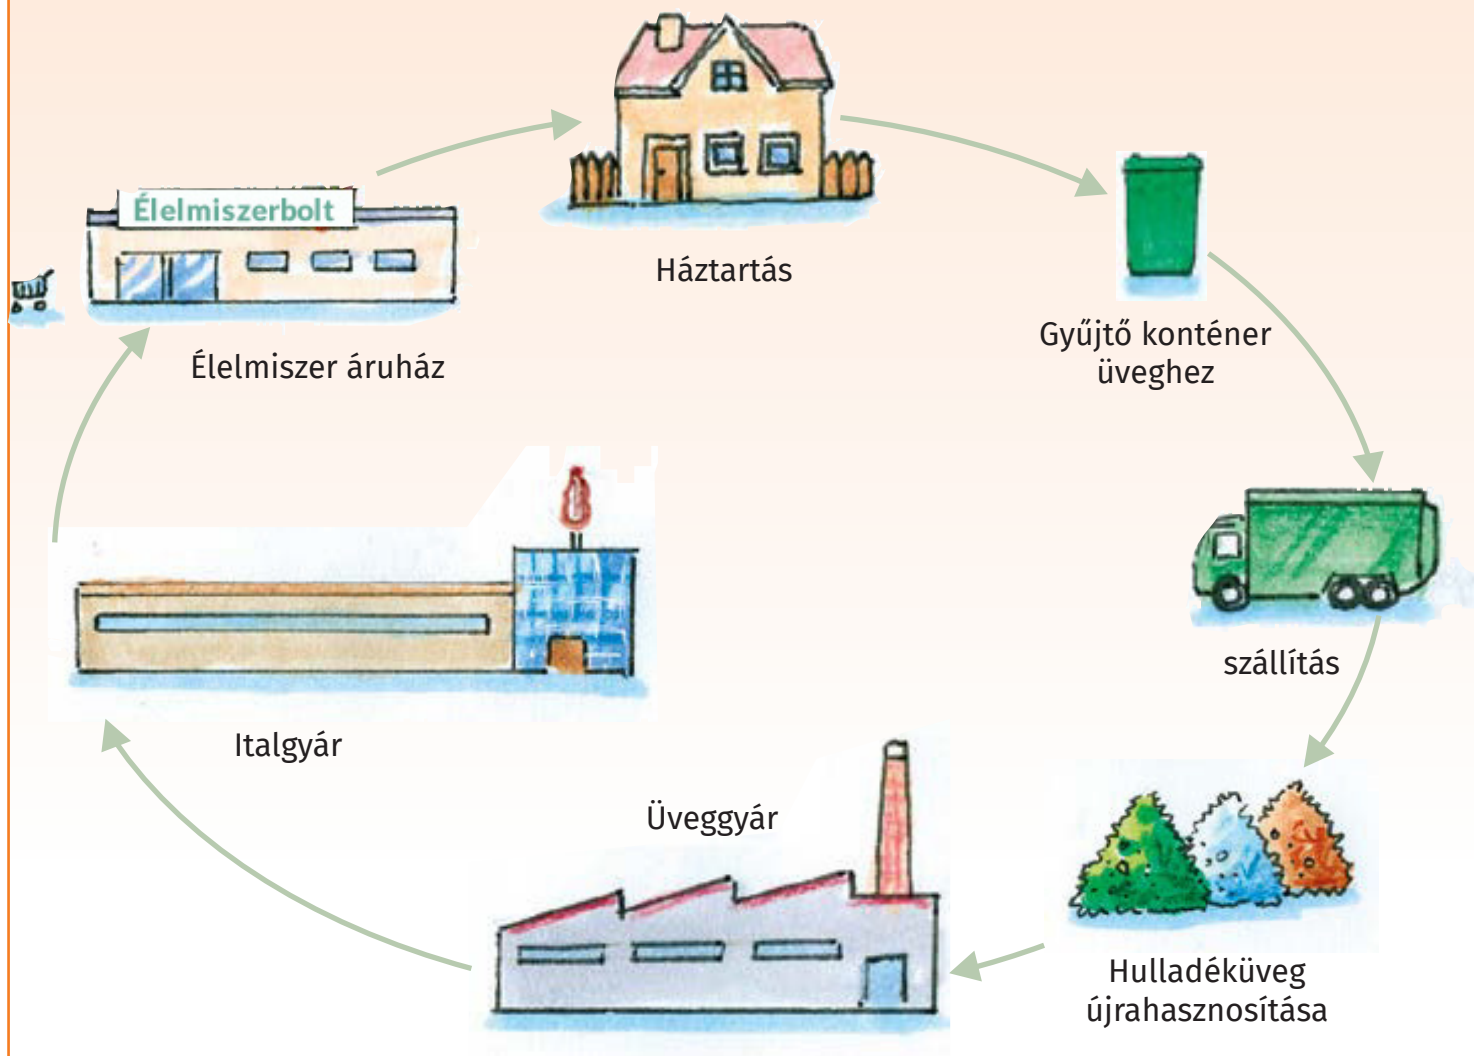 Élelmiszerbolt
Háztartás
Gyűjtő konténer
üveghez
Élelmiszer áruház
szállítás
Italgyár
Üveggyár
Hulladéküveg
újrahasznosítása